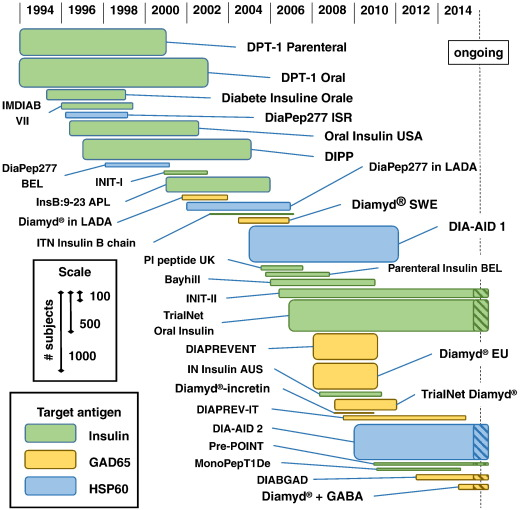 1994 1996 1998 2000 2002 2004 2006 2008 2010 2012 2014
DPT-1 Parenteral
ongoing
DPT-1 Oral
Diabete Insuline Orale
IMDIAB
VII
DiaPep277 ISR
Oral Insulin USA
DIPP
DiaPep277
BEL
DiaPep277 in LADA
INIT-I
InsB:9-23 APL
Diamyd® SWE
Diamyd® in LADA
DIA-AID 1
ITN Insulin B chain
PI peptide UK
Parenteral Insulin BEL
Bayhill
INIT-II
TrialNet
Oral Insulin
DIAPREVENT
Diamyd® EU
IN Insulin AUS
Diamyd®-incretin
TrialNet Diamyd®
DIAPREV-IT
DIA-AID 2
Pre-POINT
MonoPepT1De
DIABGAD
Diamyd® + GABA
Scale
# subjects
100
500
1000
Target antigen
Insulin
GAD65
HSP60